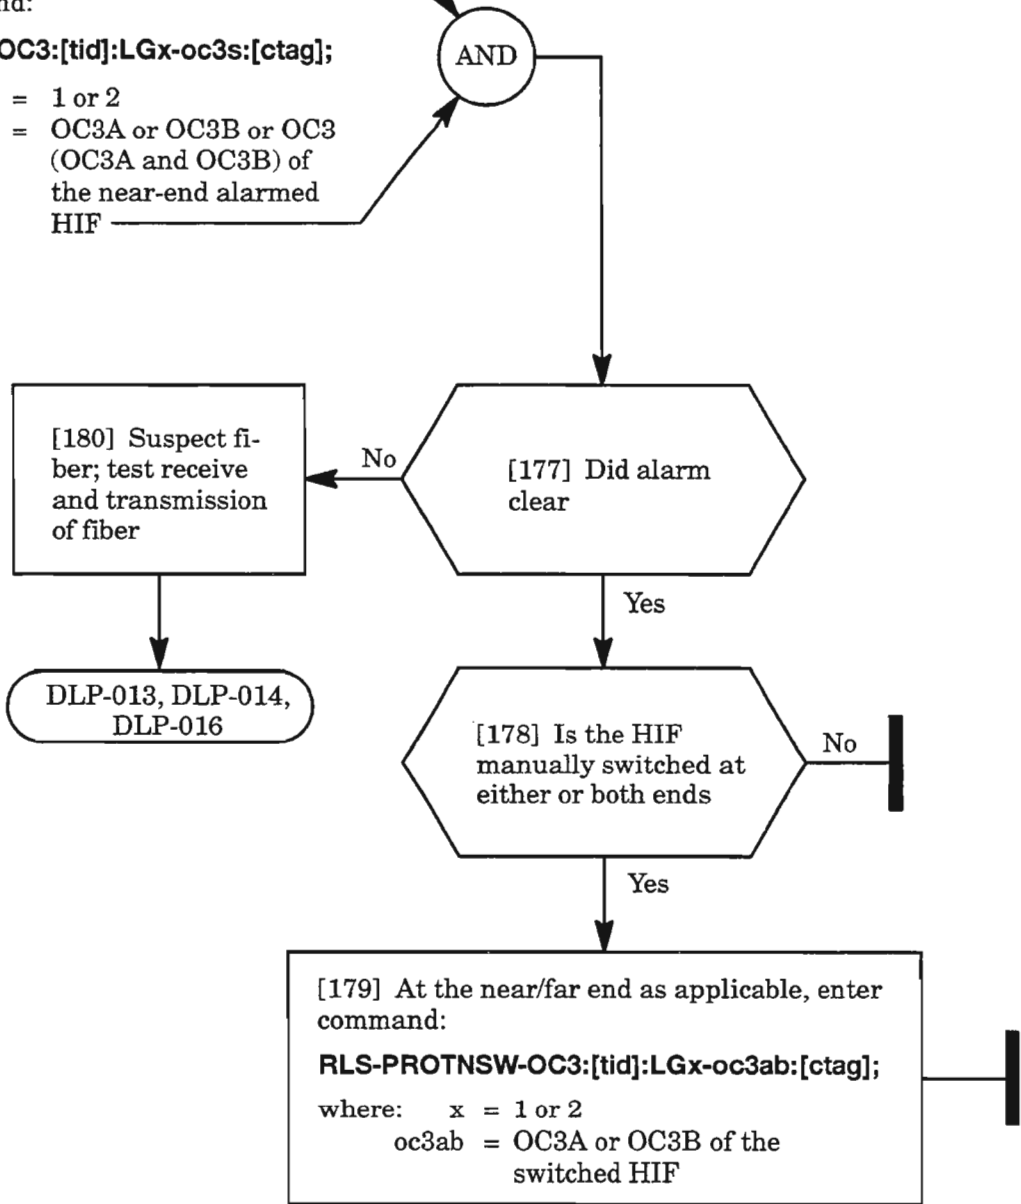 nd:
OC3:[tid]:LGx-oc3s:[ctag];
= 1 or 2
= OC3A or OC3B or OC3
(OC3A and OC3B) of
the near-end alarmed
HIF
AND
[180] Suspect fi-
ber; test receive
and transmission
of fiber
No
[177] Did alarm
clear
Yes
DLP-013, DLP-014,
DLP-016
[178] Is the HIF
manually switched at
either or both ends
No
Yes
[179] At the near/far end as applicable, enter
command:
RLS-PROTNSW-OC3:[tid]:LGx-oc3ab:[ctag];
where: x = 1 or 2
oc3ab = OC3A or OC3B of the
switched HIF